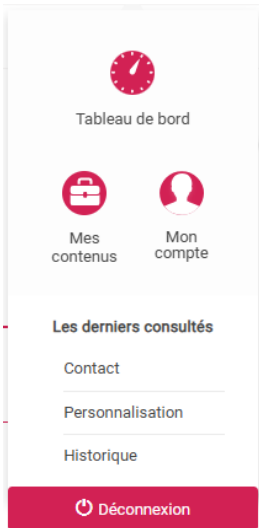 Tableau de bord
Mes
contenus
Mon
compte
Les derniers consultés
Contact
Personnalisation
Historique
Déconnexion